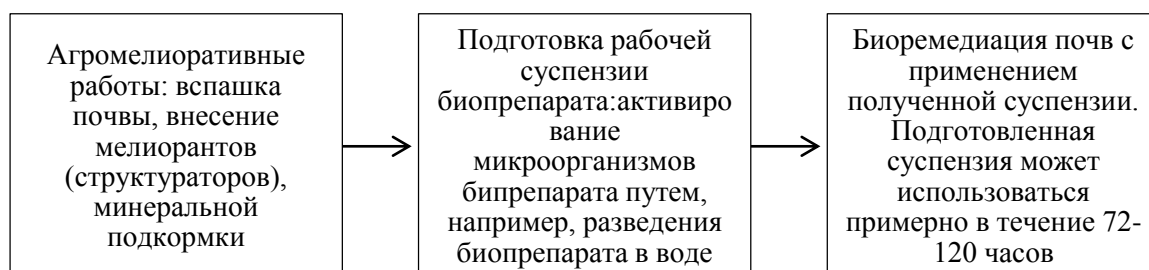 Агромелиоративные
работы: вспашка
почвы, внесение
мелиорантов
(структураторов),
минеральной
подкормки
Подготовка рабочей
суспензии
биопрепарата:активиро
вание
микроорганизмов
бипрепарата путем,
например, разведения
биопрепарата в воде
Биоремедиация почв с
применением
полученной суспензии.
Подготовленная
суспензия может
использоваться
примерно в течение 72-
120 часов